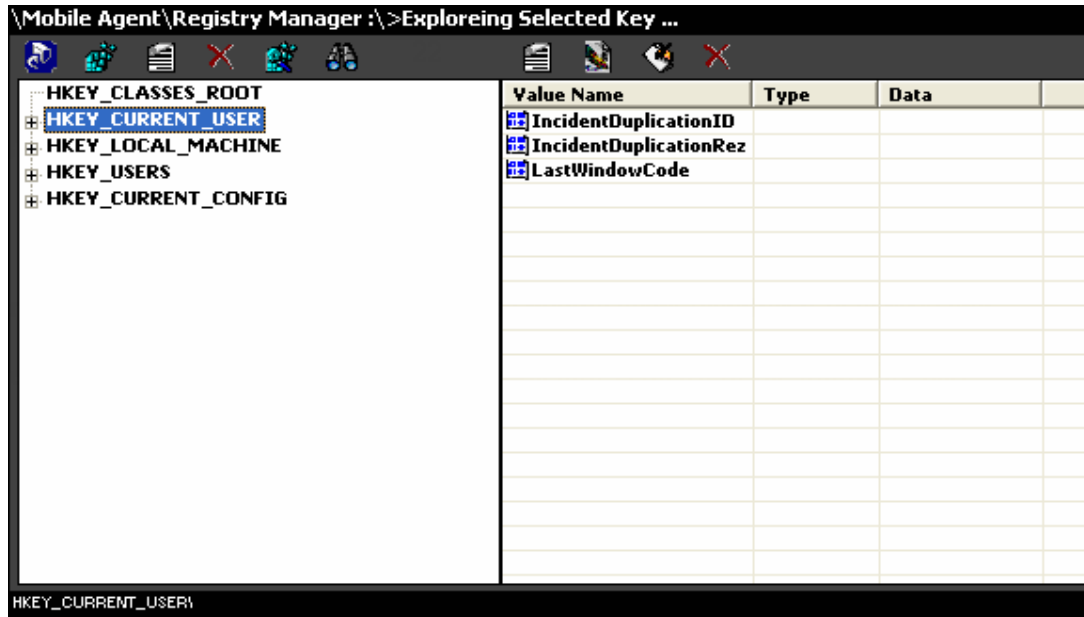 \Mobile Agent\Registry Manager :\>Exploreing Selected Key ...
HKEY_CLASSES_ROOT
HKEY_CURRENT_USER
HKEY_LOCAL_MACHINE
HKEY_USERS
HKEY_CURRENT_CONFIG
Value Name Type Data
IncidentDuplicationID
IncidentDuplicationRez
LastWindowCode
HKEY_CURRENT_USER\